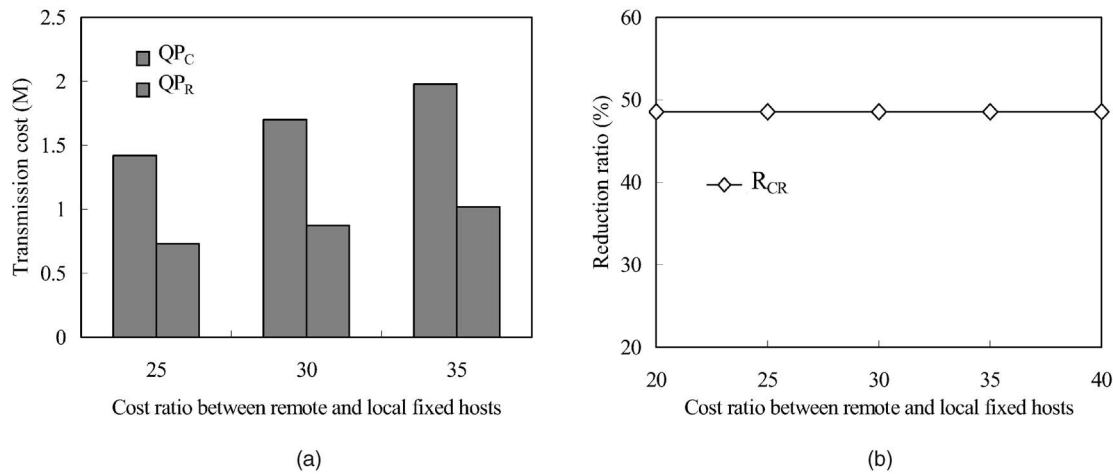 Transmission cost (M)
2.5
2
1.5
1
0.5
0
QP_C
QP_R
25 30 35
Cost ratio between remote and local fixed hosts
(a)
Reduction ratio (%)
60
50
40
30
20
R_CR
20 25 30 35 40
Cost ratio between remote and local fixed hosts
(b)